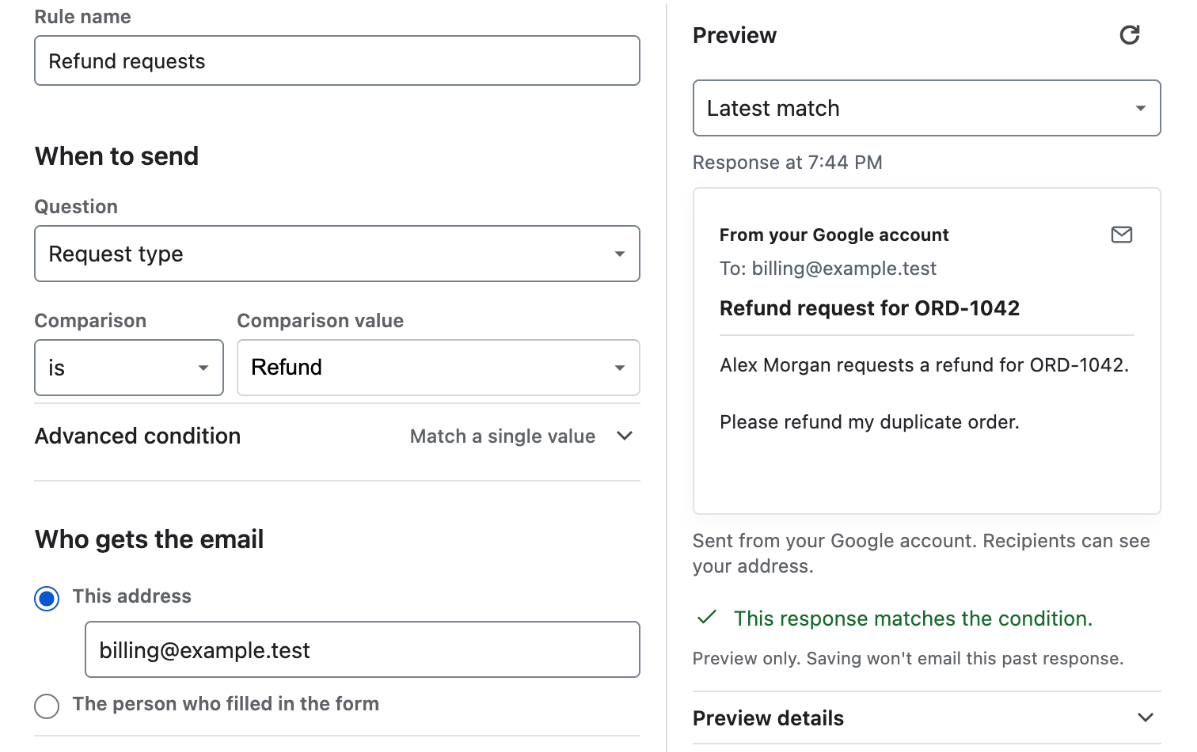 Rule name
Refund requests
When to send
Question
Request type
Comparison
Comparison value
is
Refund
Advanced condition
Match a single value
Who gets the email
This address
billing@example.test
The person who filled in the form
Preview
Latest match
Response at 7:44 PM
From your Google account
To: billing@example.test
Refund request for ORD-1042
Alex Morgan requests a refund for ORD-1042.
Please refund my duplicate order.
Sent from your Google account. Recipients can see
your address.
This response matches the condition.
Preview only. Saving won't email this past response.
Preview details